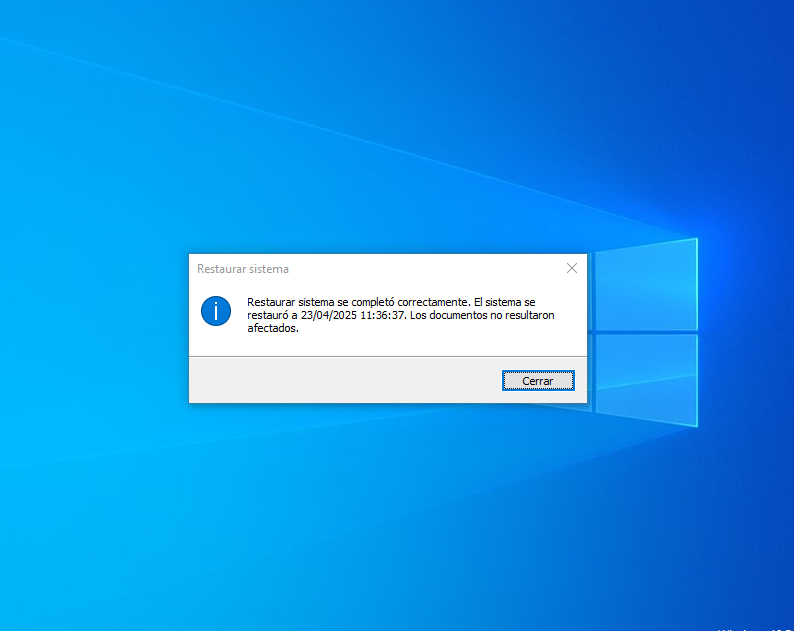 Restaurar sistema
Restaurar sistema se completó correctamente. El sistema se
restauró a 23/04/2025 11:36:37. Los documentos no resultaron
afectados.
Cerrar